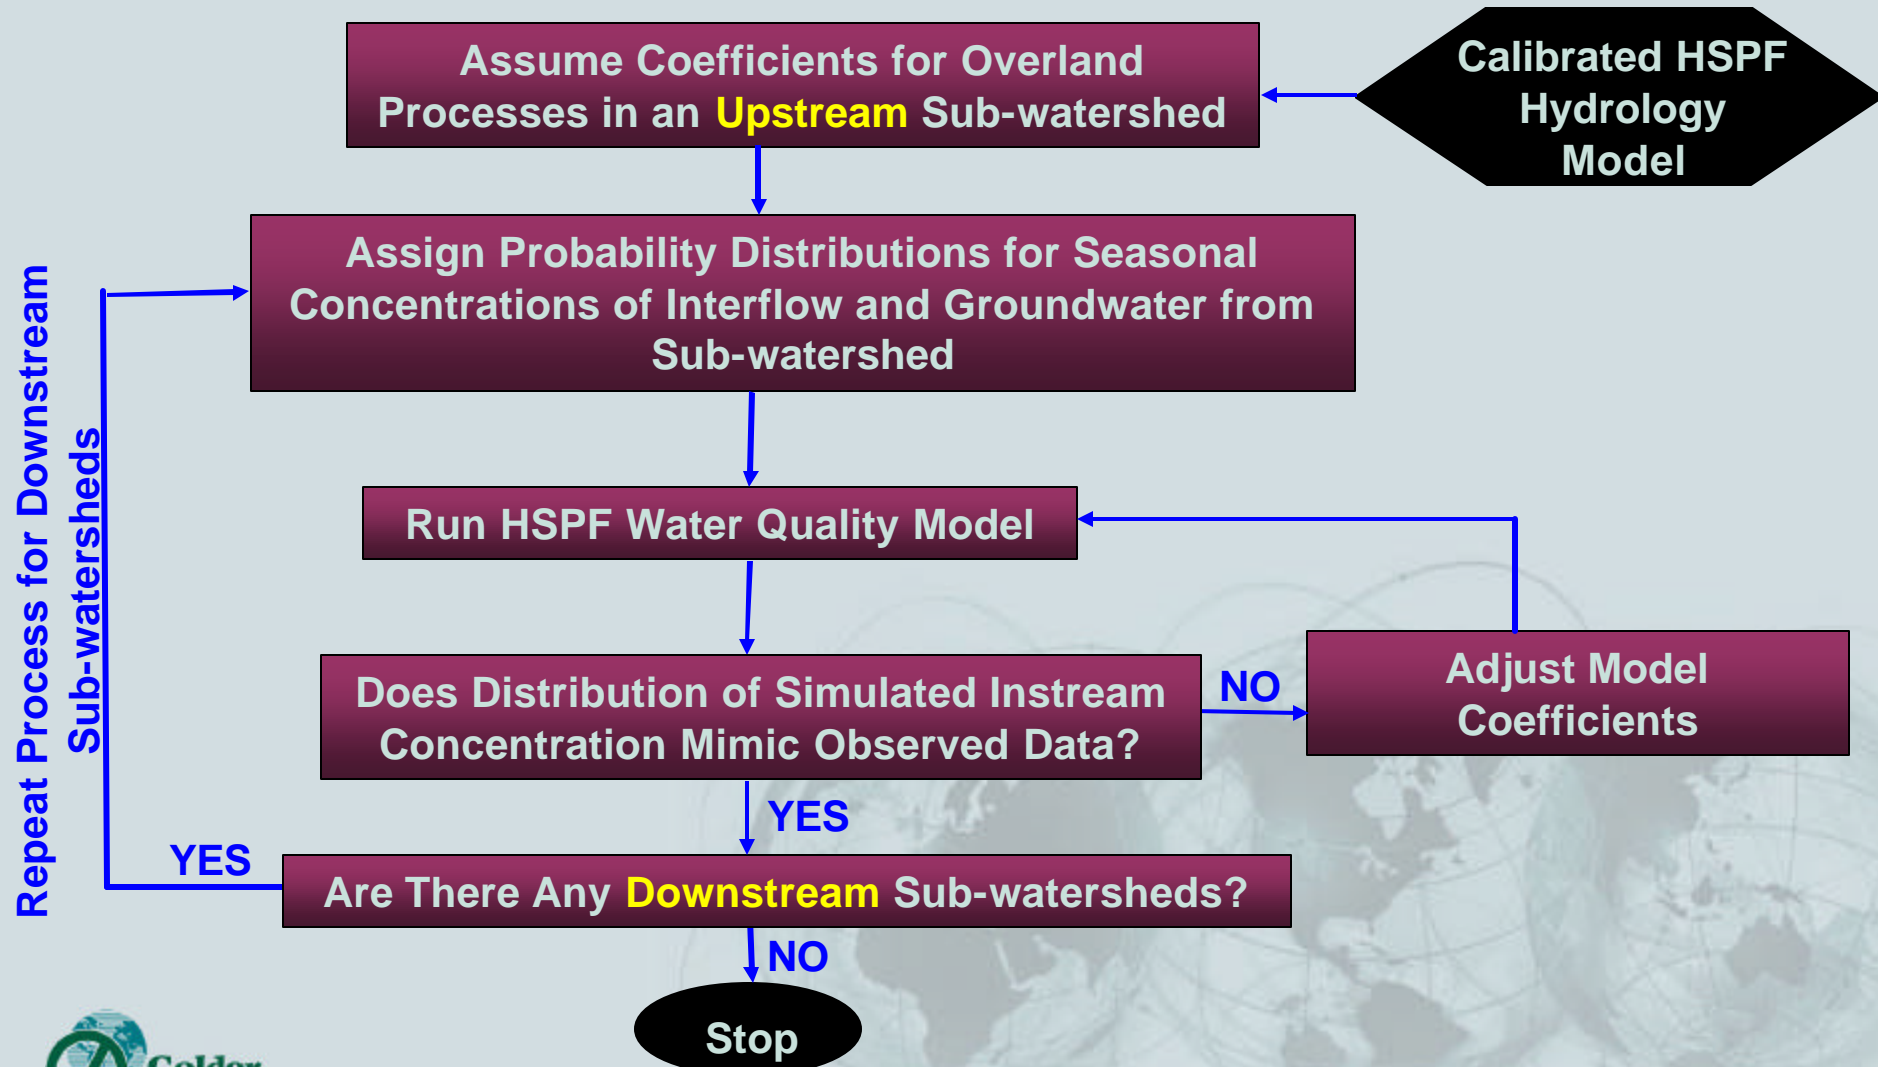 Assume Coefficients for Overland
Processes in an Upstream Sub-watershed
Calibrated HSPF
Hydrology
Model
Assign Probability Distributions for Seasonal
Concentrations of Interflow and Groundwater from
Sub-watershed
Repeat Process for Downstream
Sub-watersheds
Run HSPF Water Quality Model
Does Distribution of Simulated Instream
Concentration Mimic Observed Data?
NO
Adjust Model
Coefficients
YES
YES
Are There Any Downstream Sub-watersheds?
NO
Stop
Golder